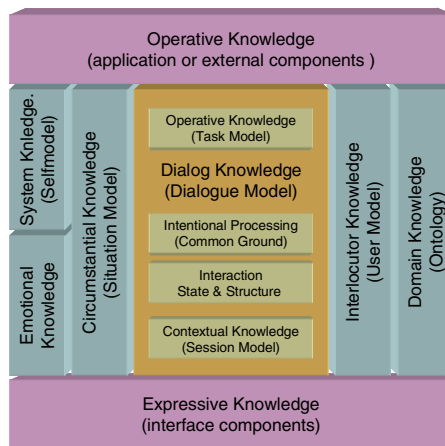 Operative Knowledge
(application or external components )
System Knledge.
(Selfmodel)
Emotional
Knowledge
Circumstantial Knowledge
(Situation Model)
Operative Knowledge
(Task Model)
Dialog Knowledge
(Dialogue Model)
Intentional Processing
(Common Ground)
Interaction
State & Structure
Contextual Knowledge
(Session Model)
Interlocutor Knowledge
(User Model)
Domain Knowledge
(Ontology)
Expressive Knowledge
(interface components)